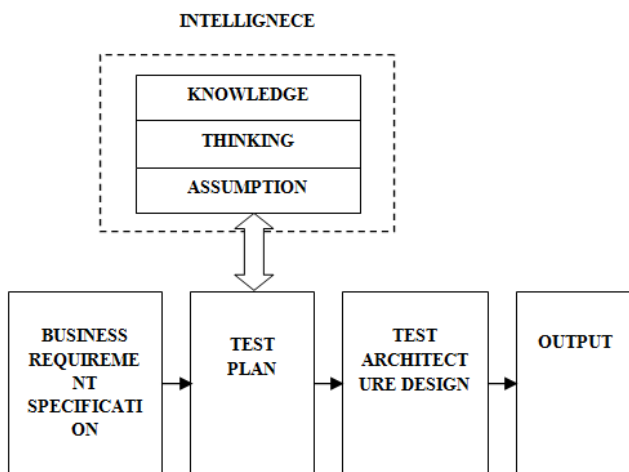 INTELLIGNECE
KNOWLEDGE
THINKING
ASSUMPTION
BUSINESS
REQUIREME
NT
SPECIFICATI
ON
TEST
PLAN
TEST
ARCHITECT
URE DESIGN
OUTPUT